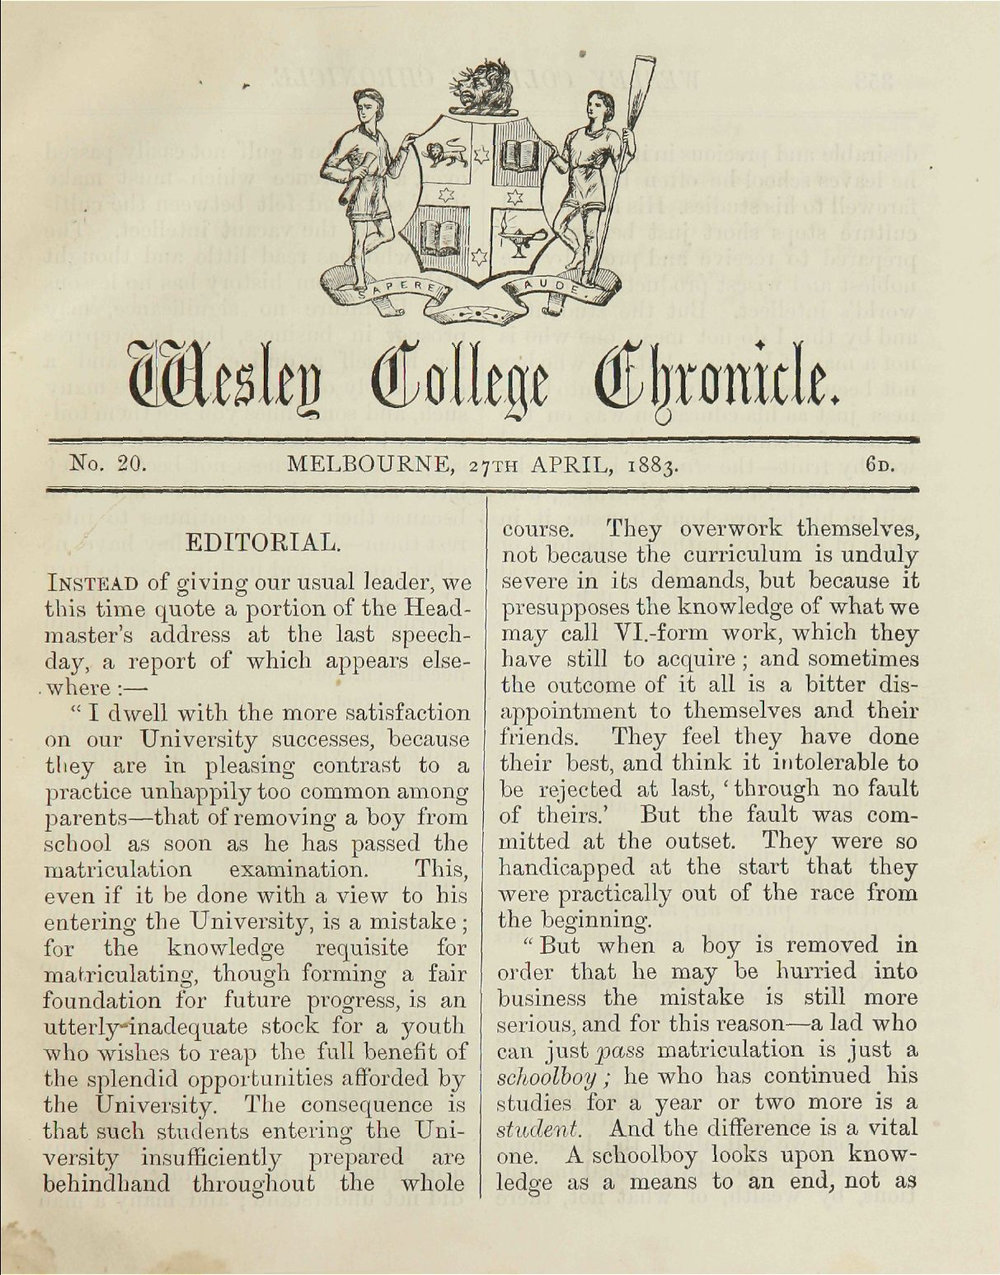 SAPERE AUDE.
Wesley College Chronicle.
No. 20. MELBOURNE, 27TH APRIL, 1883. 6D.
EDITORIAL.
INSTEAD of giving our usual leader, we
this time quote a portion of the Head-
master's address at the last speech-
day, a report of which appears else-
where :—
" I dwell with the more satisfaction
on our University successes, because
they are in pleasing contrast to a
practice unhappily too common among
parents—that of removing a boy from
school as soon as he has passed the
matriculation examination. This,
even if it be done with a view to his
entering the University, is a mistake ;
for the knowledge requisite for
matriculating, though forming a fair
foundation for future progress, is an
utterly inadequate stock for a youth
who wishes to reap the full benefit of
the splendid opportunities afforded by
the University. The consequence is
that such students entering the Uni-
versity insufficiently prepared are
behindhand throughout the whole
course. They overwork themselves,
not because the curriculum is unduly
severe in its demands, but because it
presupposes the knowledge of what we
may call VI.-form work, which they
have still to acquire ; and sometimes
the outcome of it all is a bitter dis-
appointment to themselves and their
friends. They feel they have done
their best, and think it intolerable to
be rejected at last, ‘ through no fault
of theirs.’ But the fault was com-
mitted at the outset. They were so
handicapped at the start that they
were practically out of the race from
the beginning.
" But when a boy is removed in
order that he may be hurried into
business the mistake is still more
serious, and for this reason—a lad who
can just pass matriculation is just a
schoolboy ; he who has continued his
studies for a year or two more is a
student. And the difference is a vital
one. A schoolboy looks upon know-
ledge as a means to an end, not as